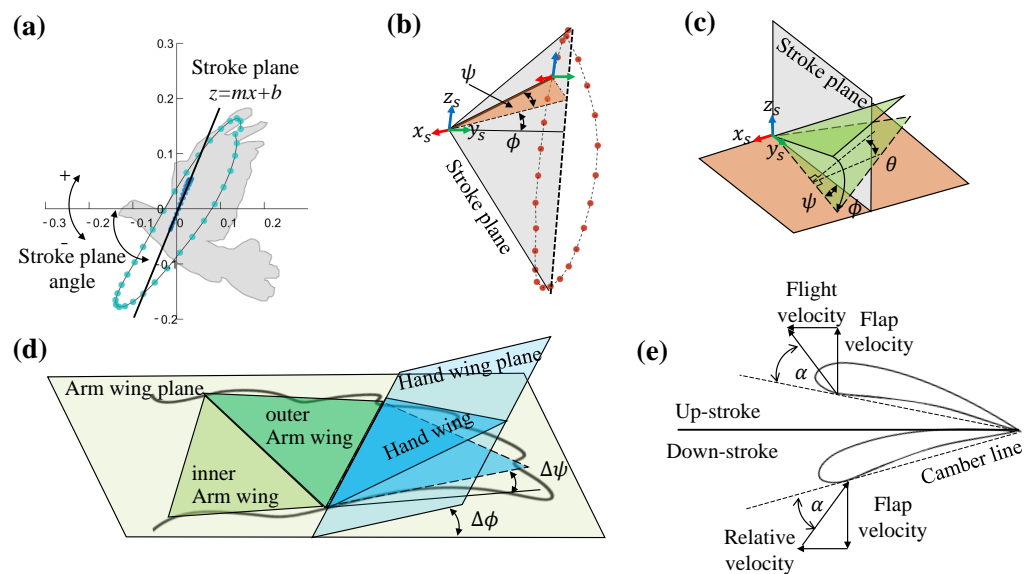 (a)
0.3
Stroke plane
z=mx+b
0.2
0.1
+
-0.3
-0.2
-0.1
0
0.1
0.2
-
Stroke plane
angle
-0.1
-0.2
(b)
ψ
z_s
x_s
y_s
ϕ
Stroke plane
(c)
Stroke plane
z_s
x_s
y_s
θ
ψ
ϕ
(d)
Arm wing plane
Hand wing plane
outer
Arm wing
Hand wing
inner
Arm wing
Δψ
Δϕ
(e)
Flight
velocity
Flap
velocity
α
Up-stroke
Down-stroke
Camber line
α
Relative
velocity
Flap
velocity